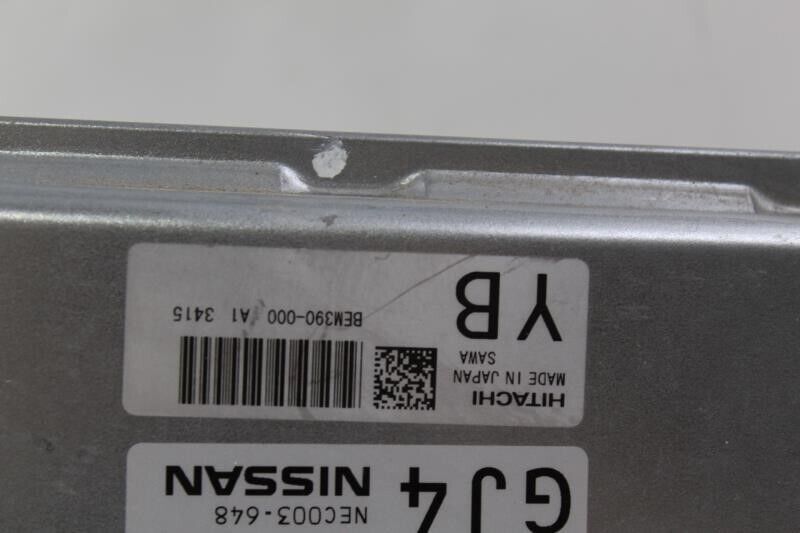 GJ4
NEC003-648
NISSAN
HITACHI
MADE IN JAPAN
SAWA
YB
BEM390-000 A1 3415